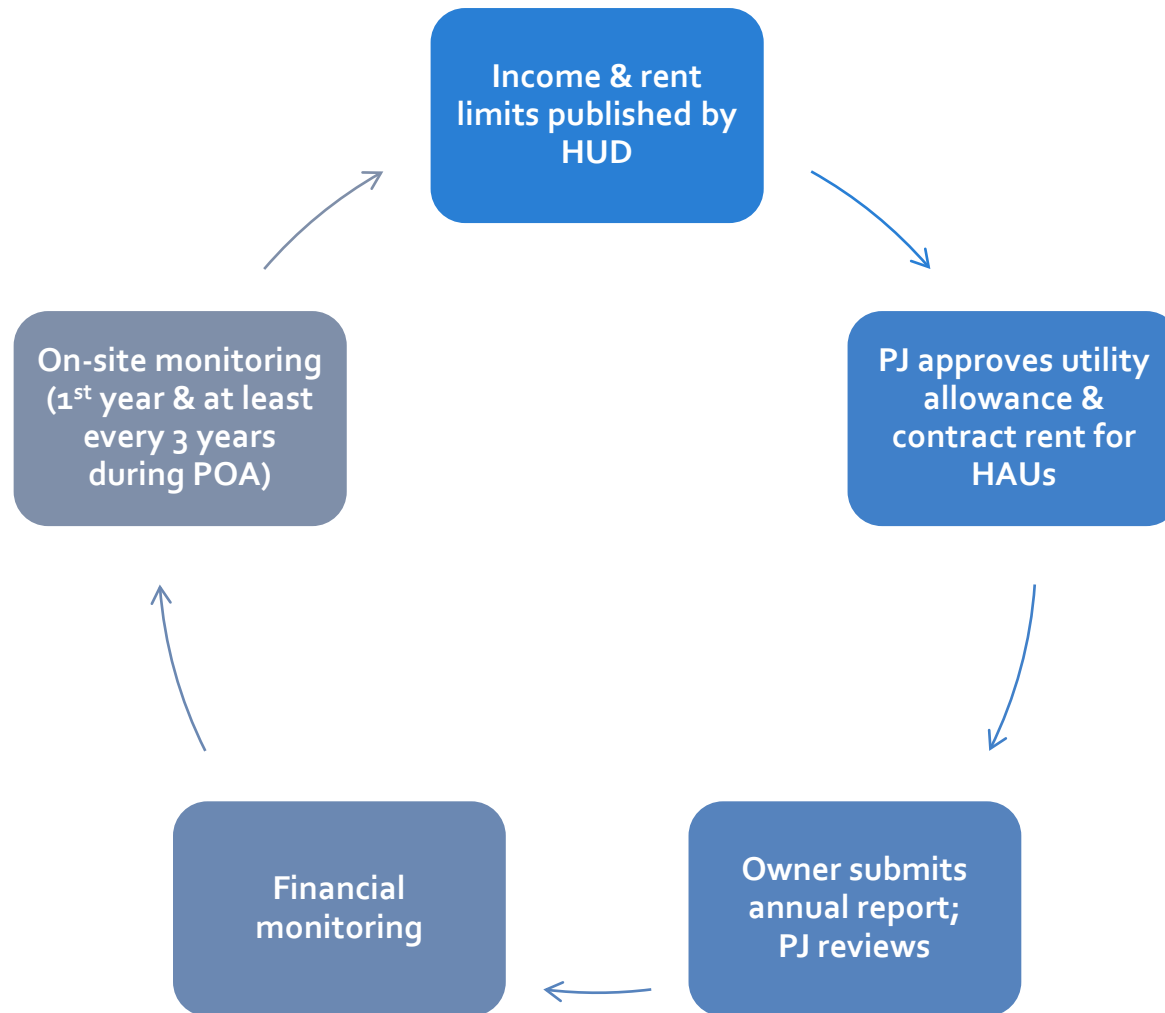 Income & rent
limits published by
HUD
PJ approves utility
allowance &
contract rent for
HAUs
Owner submits
annual report;
PJ reviews
Financial
monitoring
On-site monitoring
(1st year & at least
every 3 years
during POA)